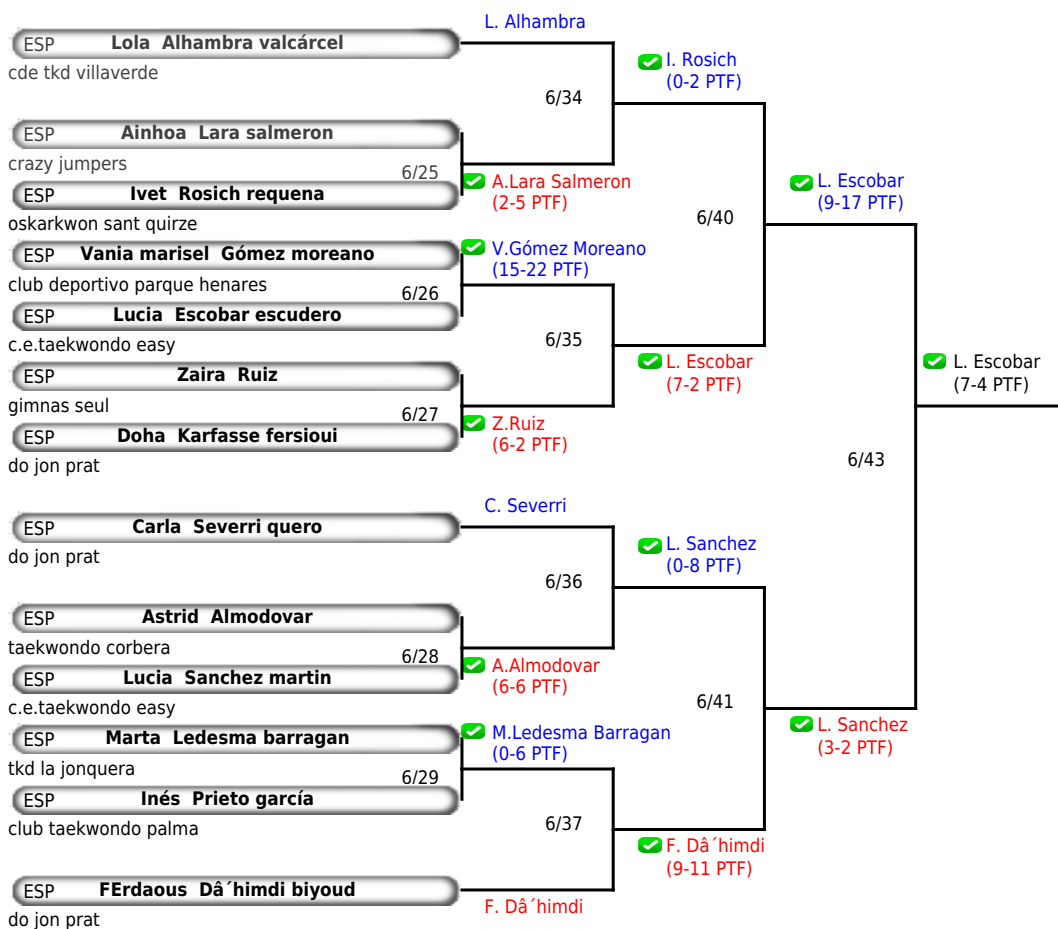 L. Alhambra
ESP Lola Alhambra valcárcel
cde tkd villaverde
I. Rosich
(0-2 PTF)
6/34
ESP Ainhoa Lara salmeron
crazy jumpers
6/25
A.Lara Salmeron
(2-5 PTF)
ESP Ivet Rosich requena
oskarkwon sant quirze
L. Escobar
(9-17 PTF)
6/40
ESP Vania marisel Gómez moreano
V.Gómez Moreano
(15-22 PTF)
club deportivo parque henares
6/26
ESP Lucia Escobar escudero
c.e.taekwondo easy
6/35
L. Escobar
(7-2 PTF)
L. Escobar
(7-4 PTF)
ESP Zaira Ruiz
gimnas seul
6/27
Z.Ruiz
(6-2 PTF)
ESP Doha Karfasse fersioui
do jon prat
6/43
C. Severri
ESP Carla Severri quero
do jon prat
L. Sanchez
(0-8 PTF)
6/36
ESP Astrid Almodovar
taekwondo corbera
6/28
A.Almodovar
(6-6 PTF)
ESP Lucia Sanchez martin
c.e.taekwondo easy
6/41
L. Sanchez
(3-2 PTF)
ESP Marta Ledesma barragan
M.Ledesma Barragan
(0-6 PTF)
tkd la jonquera
6/29
ESP Inés Prieto garcía
club taekwondo palma
6/37
F. Dâ´himdi
(9-11 PTF)
ESP FErdaous Dâ´himdi biyoud
F. Dâ´himdi
do jon prat